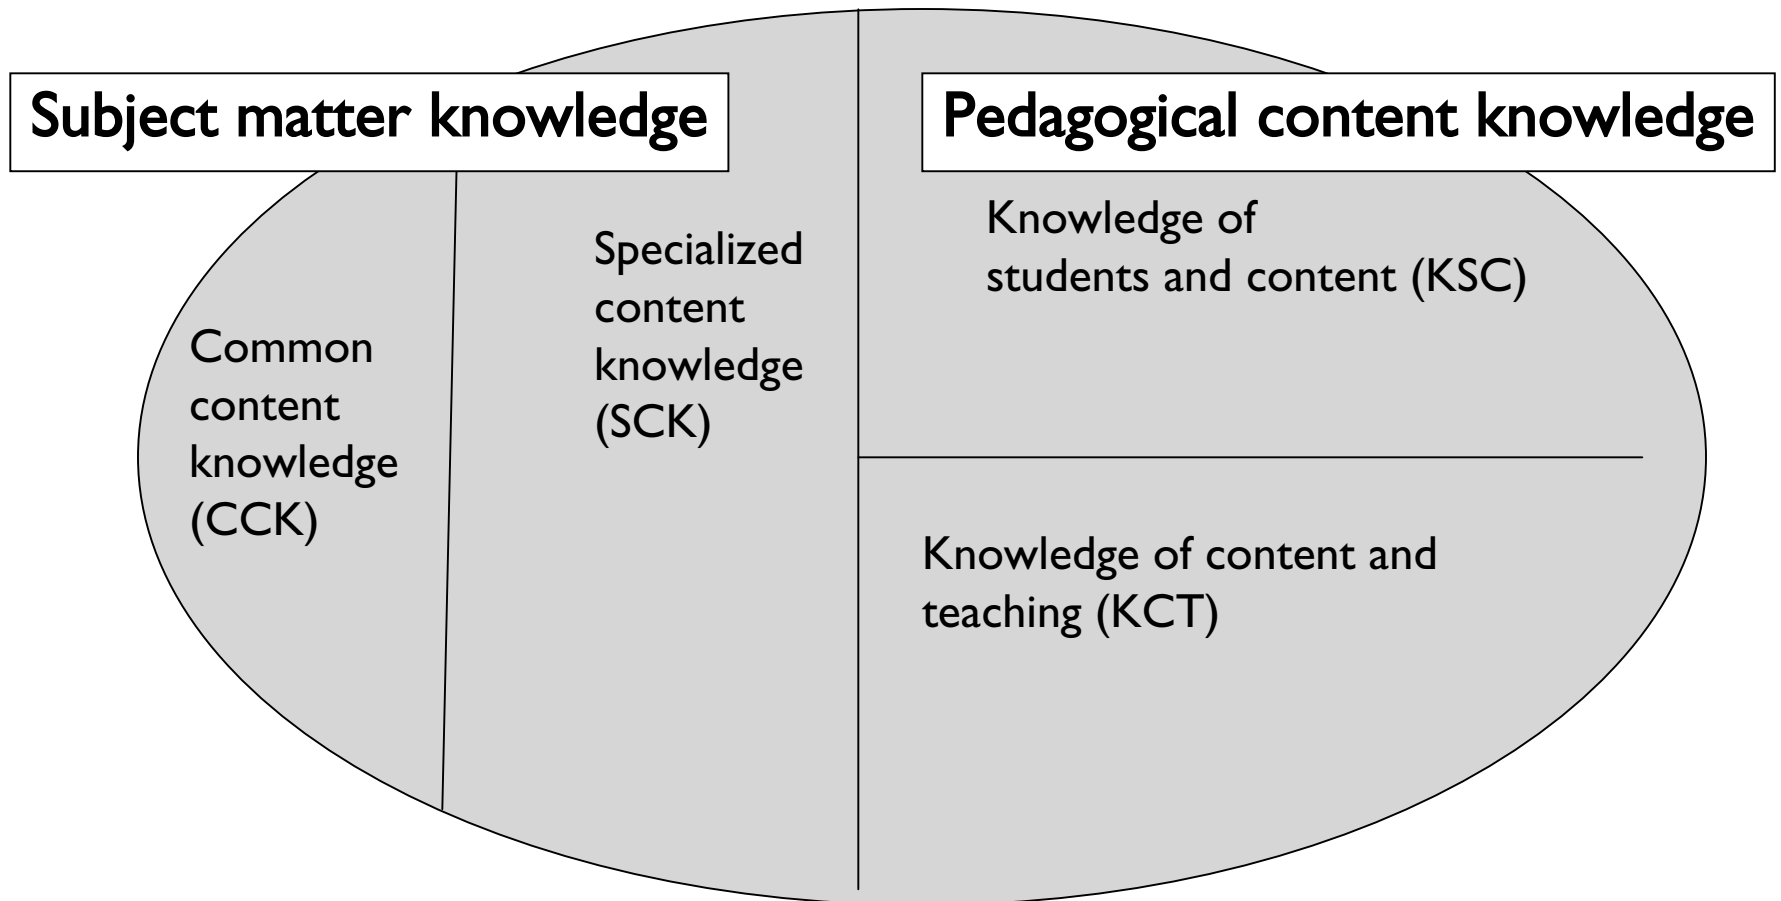 Subject matter knowledge
Pedagogical content knowledge
Common
content
knowledge
(CCK)
Specialized
content
knowledge
(SCK)
Knowledge of
students and content (KSC)
Knowledge of content and
teaching (KCT)